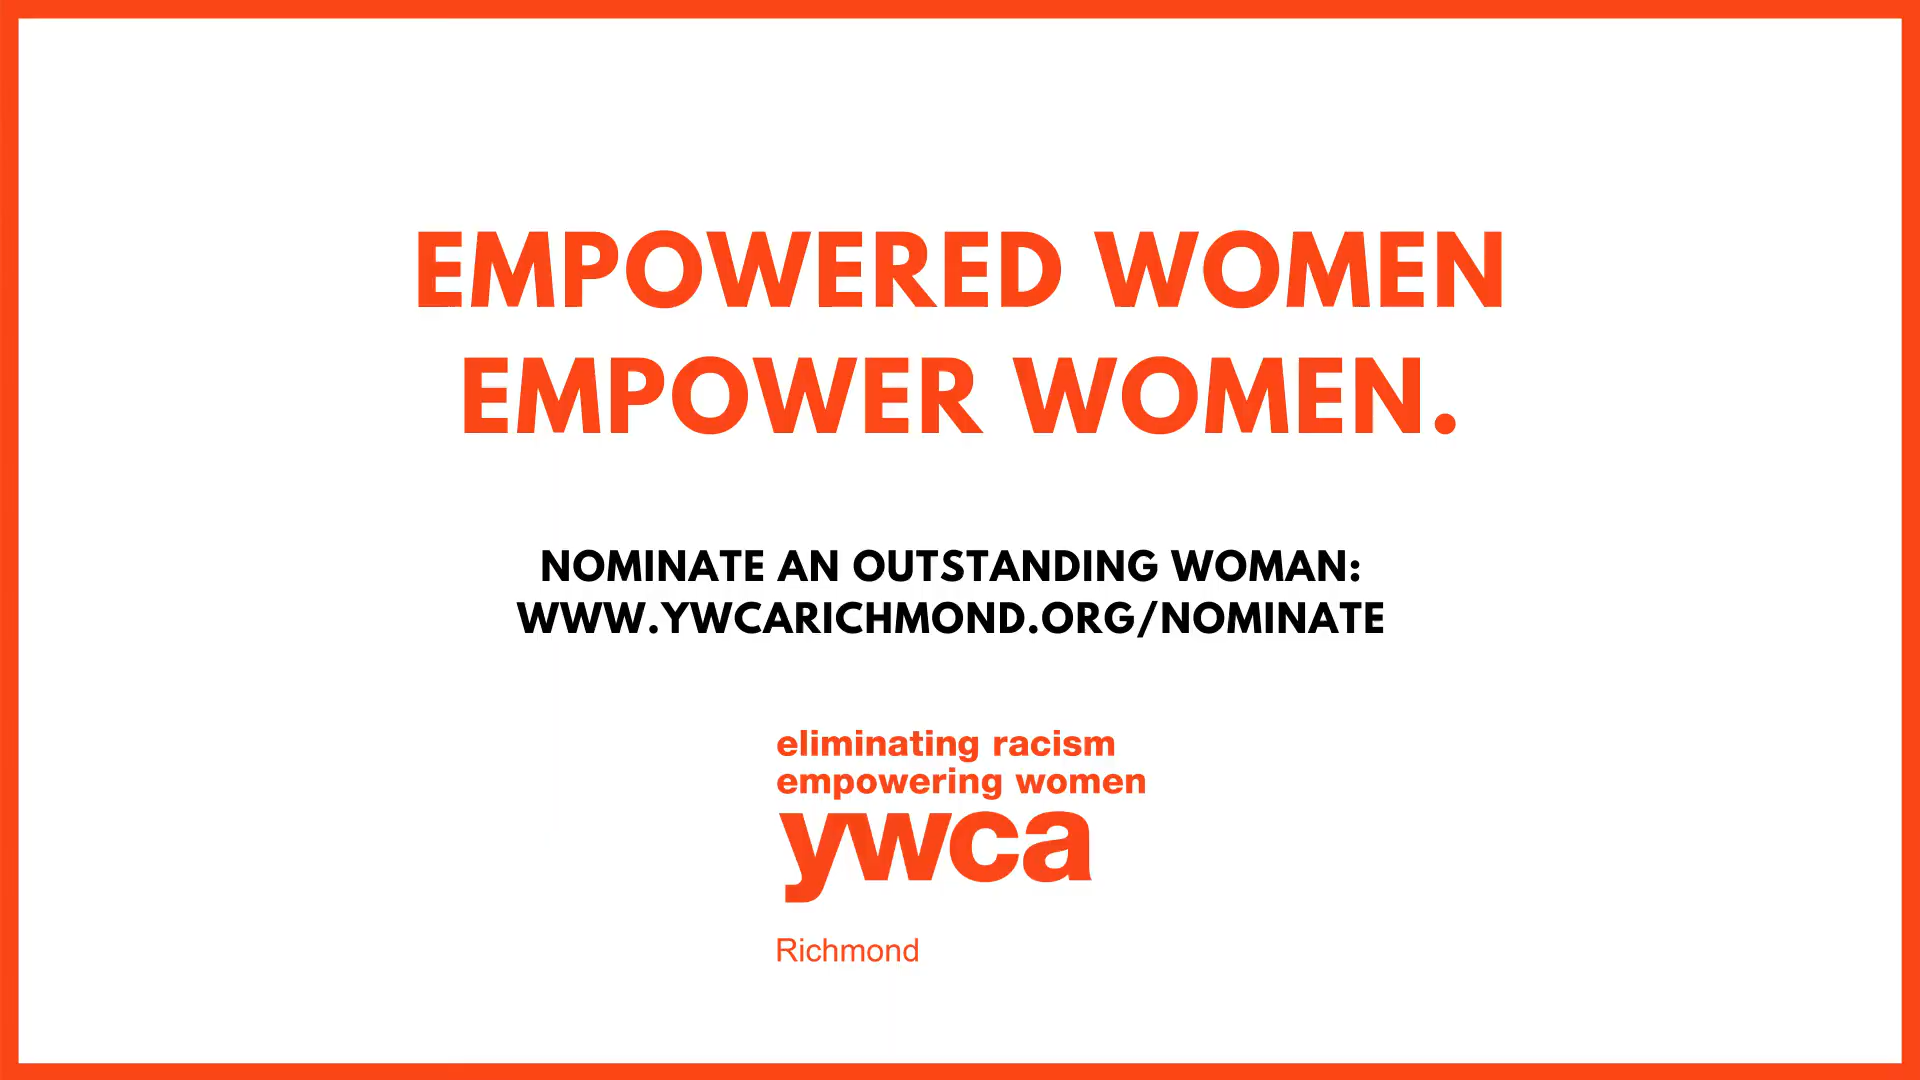 EMPOWERED WOMEN
EMPOWER WOMEN.
NOMINATE AN OUTSTANDING WOMAN:
WWW.YWCARICHMOND.ORG/NOMINATE
eliminating racism
empowering women
ywca
Richmond